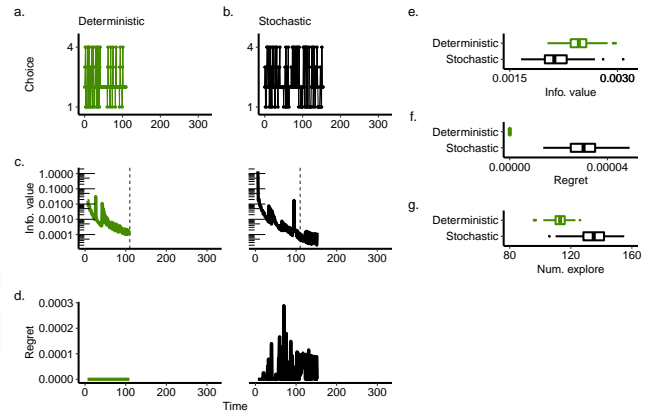 a.
Deterministic
4
1
Choice
0 100 200 300
b.
Stochastic
4
1
0 100 200 300
c.
1.0000
0.1000
0.0100
0.0010
0.0001
Info. value
0 100 200 300
0 100 200 300
d.
0.0003
0.0002
0.0001
0.0000
Regret
0 100 200 300
0 100 200 300
Time
e.
Deterministic
Stochastic
0.0015 0.0030
Info. value
f.
Deterministic
Stochastic
0.00000 0.00004
Regret
g.
Deterministic
Stochastic
80 120 160
Num. explore